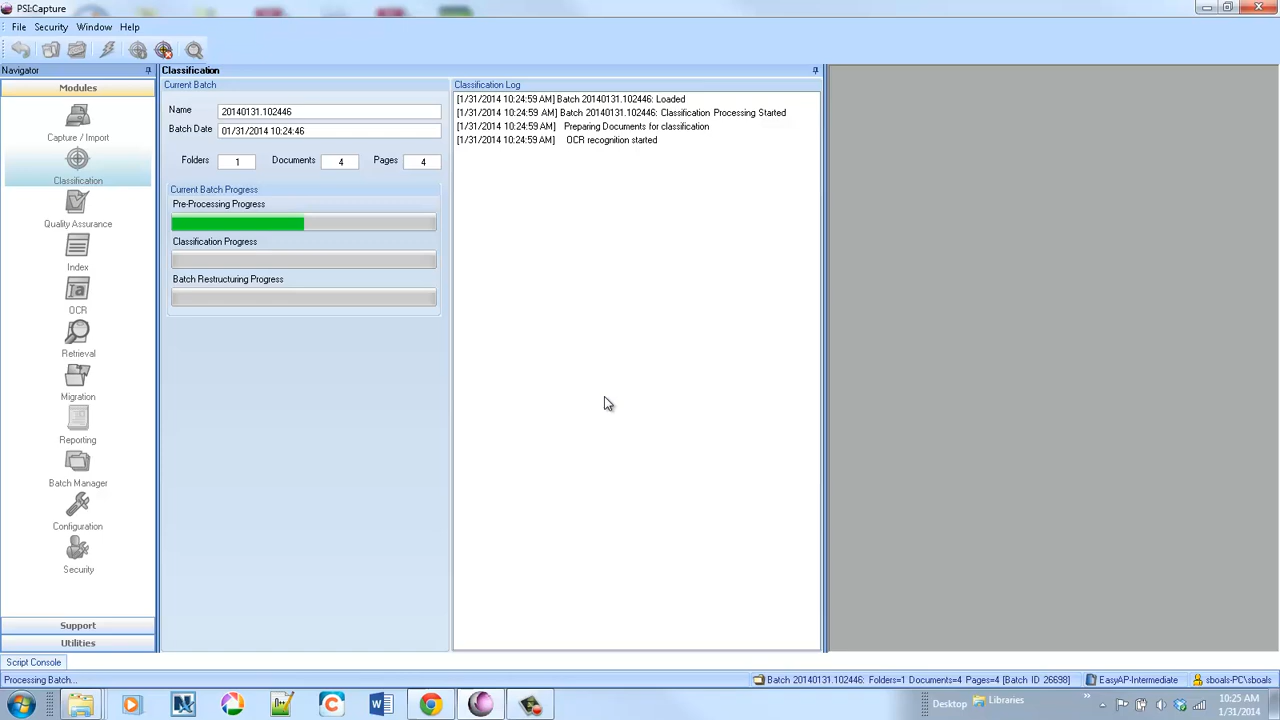 PSI:Capture
File Security Window Help
Navigator
Modules
Capture / Import
Classification
Quality Assurance
Index
OCR
Retrieval
Migration
Reporting
Batch Manager
Configuration
Security
Support
Utilities
Classification
Current Batch
Name 20140131.102446
Batch Date 01/31/2014 10:24:46
Folders 1 Documents 4 Pages 4
Current Batch Progress
Pre-Processing Progress
Classification Progress
Batch Restructuring Progress
Classification Log
[1/31/2014 10:24:59 AM] Batch 20140131.102446: Loaded
[1/31/2014 10:24:59 AM] Batch 20140131.102446: Classification Processing Started
[1/31/2014 10:24:59 AM] Preparing Documents for classification
[1/31/2014 10:24:59 AM] OCR recognition started
Script Console
Processing Batch...
Batch 20140131.102446: Folders=1 Documents=4 Pages=4 [Batch ID 26698]
EasyAP-Intermediate
sboals-PC\sboals
Desktop
Libraries
10:25 AM
1/31/2014